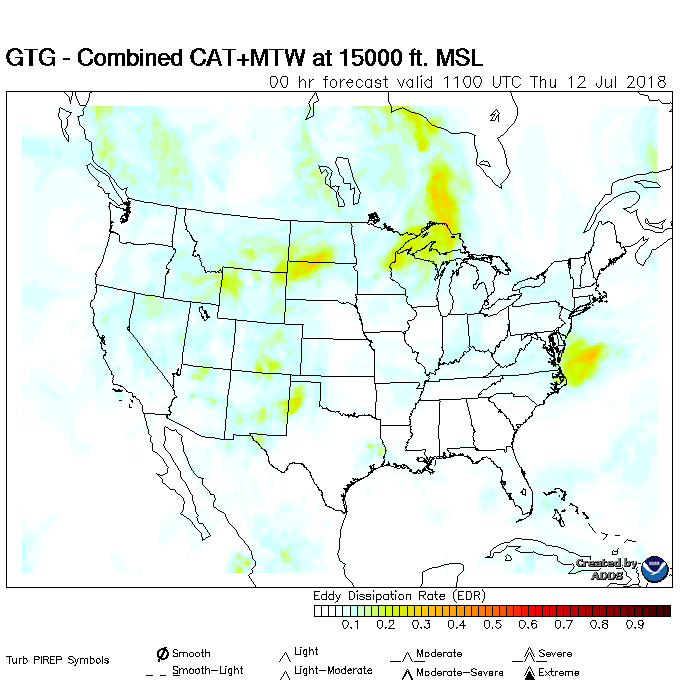 GTG - Combined CAT+MTW at 15000 ft. MSL
00 hr forecast valid 1100 UTC Thu 12 Jul 2018
Created by
ADDS
Eddy Dissipation Rate (EDR)
0.1 0.2 0.3 0.4 0.5 0.6 0.7 0.8 0.9
Turb PIREP Symbols
Smooth Light Moderate Severe
Smooth-Light Light-Moderate Moderate-Severe Extreme